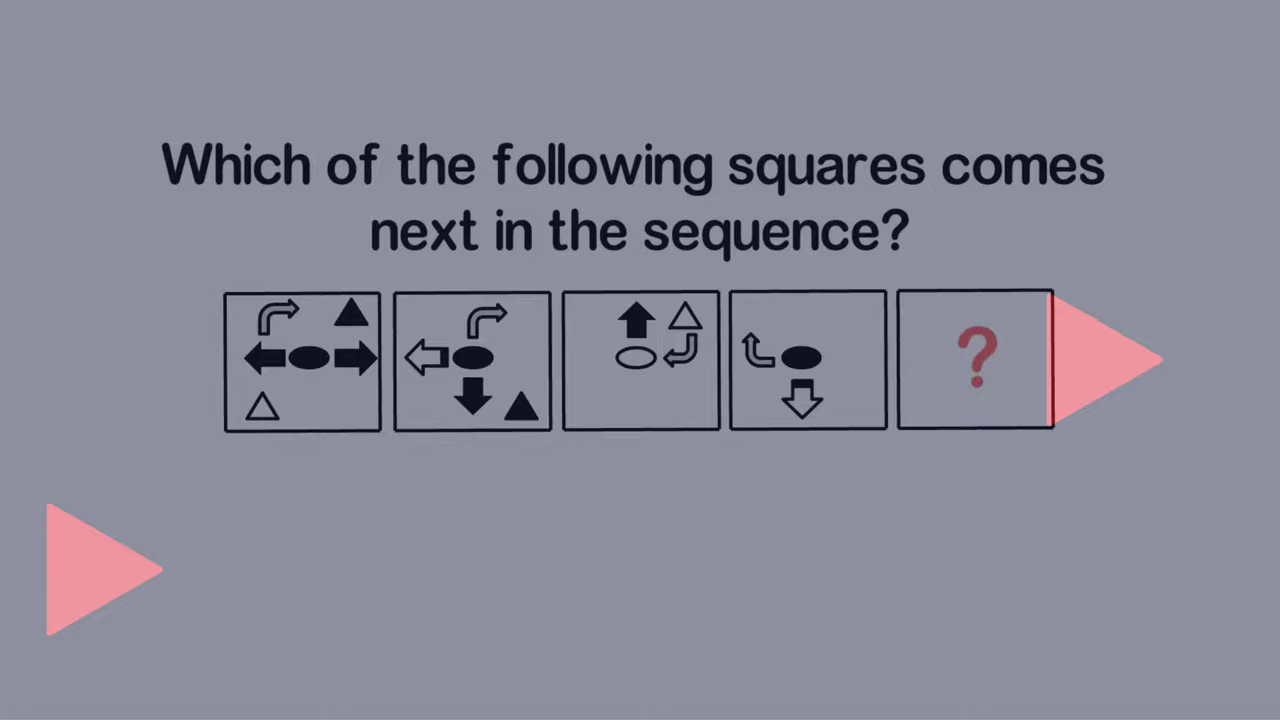 Which of the following squares comes
next in the sequence?
?